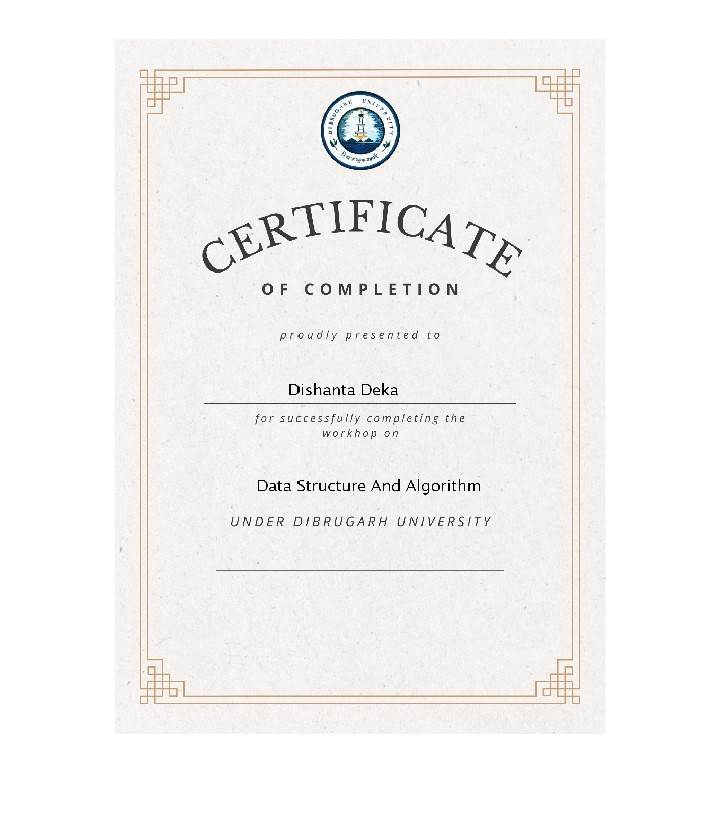 DIBRUGARH UNIVERSITY
CERTIFICATE
OF COMPLETION
proudly presented to
Dishanta Deka
for successfully completing the
workhop on
Data Structure And Algorithm
UNDER DIBRUGARH UNIVERSITY